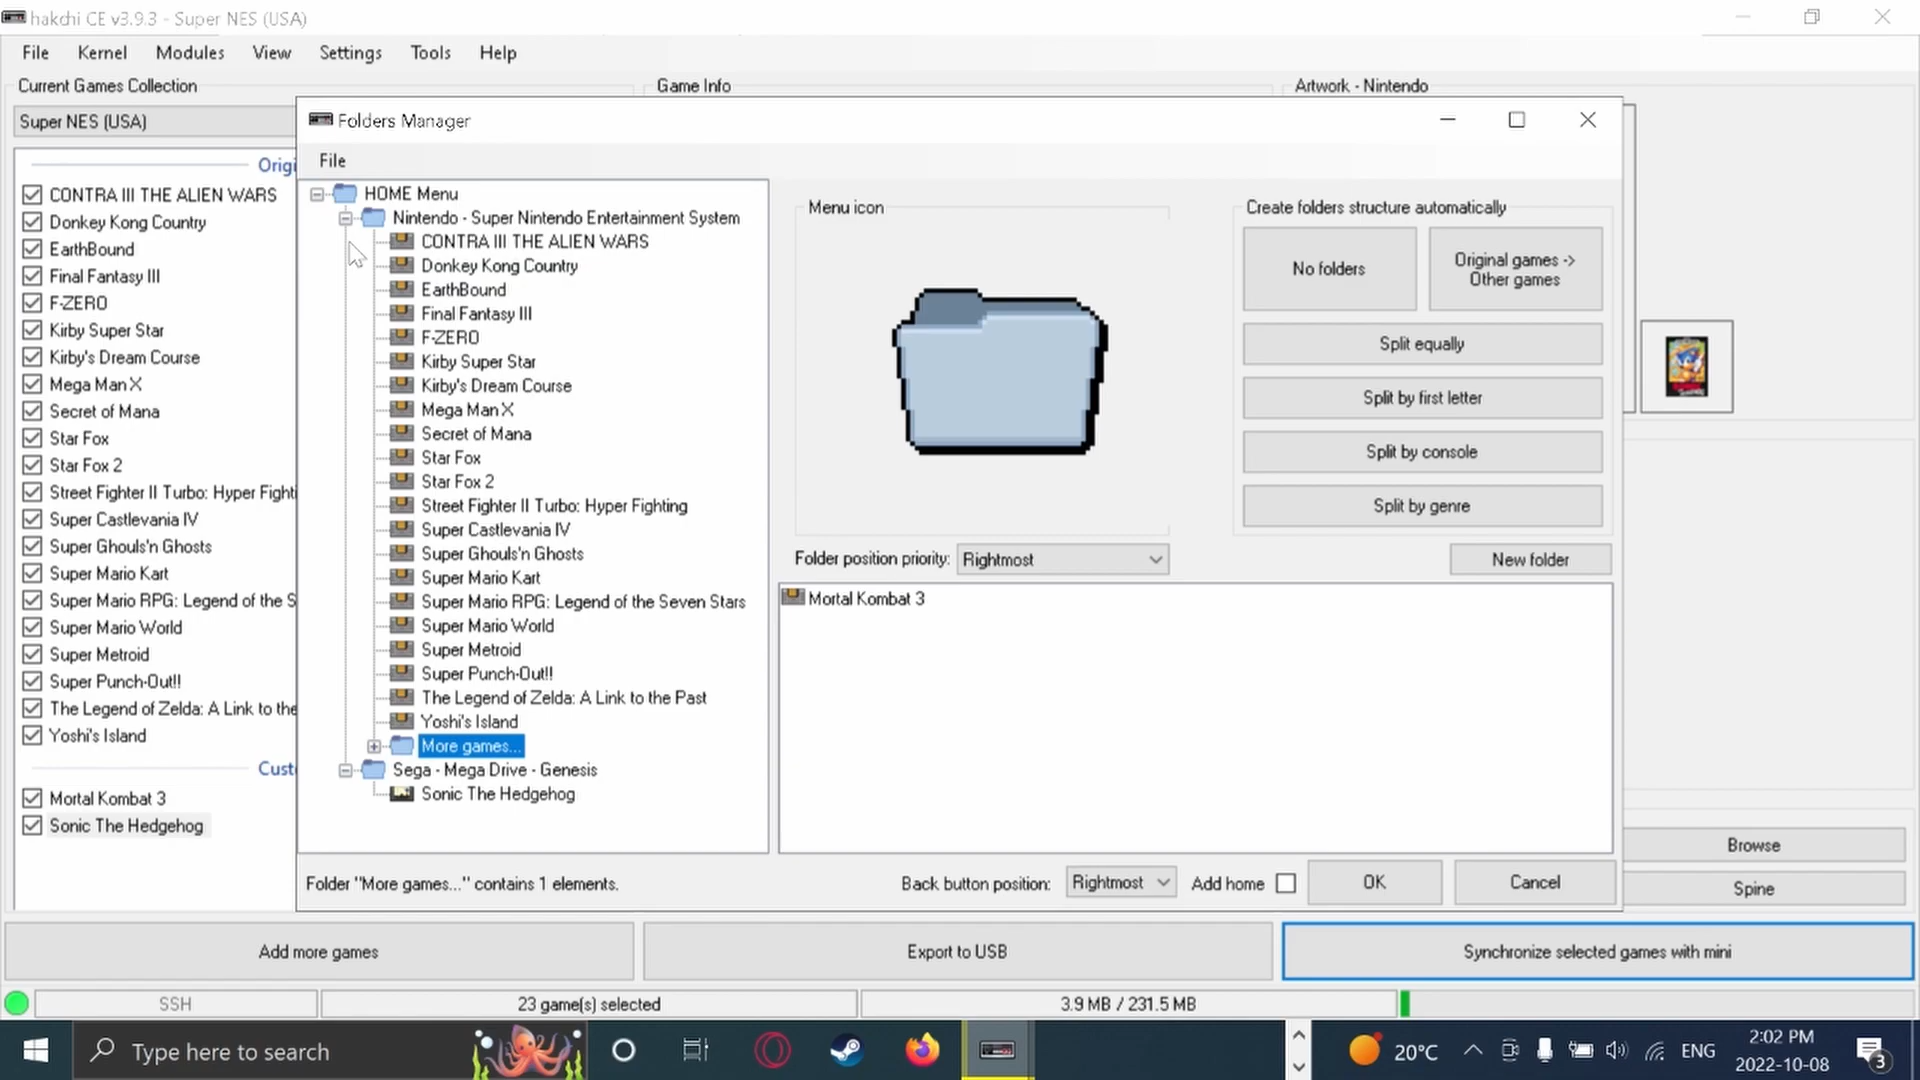 hakchi CE v3.9.3 - Super NES (USA)
File Kernel Modules View Settings Tools Help
Current Games Collection
Game Info
Artwork - Nintendo
Super NES (USA)
Origi
CONTRA III THE ALIEN WARS
Donkey Kong Country
EarthBound
Final Fantasy III
F-ZERO
Kirby Super Star
Kirby's Dream Course
Mega Man X
Secret of Mana
Star Fox
Star Fox 2
Street Fighter II Turbo: Hyper Fighti
Super Castlevania IV
Super Ghouls'n Ghosts
Super Mario Kart
Super Mario RPG: Legend of the S
Super Mario World
Super Metroid
Super Punch-Out!!
The Legend of Zelda: A Link to the
Yoshi's Island
Custo
Mortal Kombat 3
Sonic The Hedgehog
Folders Manager
File
HOME Menu
Nintendo - Super Nintendo Entertainment System
CONTRA III THE ALIEN WARS
Donkey Kong Country
EarthBound
Final Fantasy III
F-ZERO
Kirby Super Star
Kirby's Dream Course
Mega Man X
Secret of Mana
Star Fox
Star Fox 2
Street Fighter II Turbo: Hyper Fighting
Super Castlevania IV
Super Ghouls'n Ghosts
Super Mario Kart
Super Mario RPG: Legend of the Seven Stars
Super Mario World
Super Metroid
Super Punch-Out!!
The Legend of Zelda: A Link to the Past
Yoshi's Island
More games...
Sega - Mega Drive - Genesis
Sonic The Hedgehog
Menu icon
Create folders structure automatically
No folders
Original games ->
Other games
Split equally
Split by first letter
Split by console
Split by genre
Folder position priority: Rightmost
New folder
Mortal Kombat 3
Folder "More games..." contains 1 elements.
Back button position: Rightmost Add home OK Cancel
Browse
Spine
Add more games
Export to USB
Synchronize selected games with mini
SSH
23 game(s) selected
3.9 MB / 231.5 MB
Type here to search
20°C
ENG
2:02 PM
2022-10-08
3